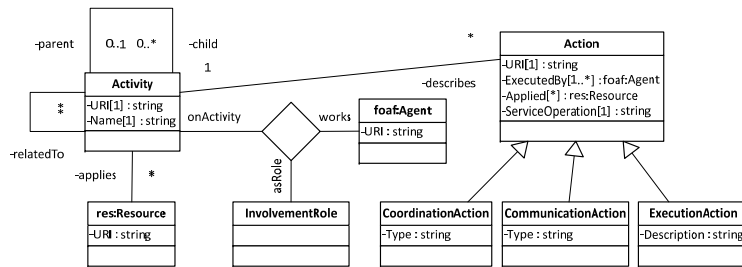 -parent
0..1
0..*
-child
1
*
-describes
Activity
-URI[1] : string
-Name[1] : string
*
*
-relatedTo
-applies
*
onActivity
works
asRole
foaf:Agent
-URI : string
Action
-URI[1] : string
-ExecutedBy[1..*] : foaf:Agent
-Applied[*] : res:Resource
-ServiceOperation[1] : string
res:Resource
-URI : string
InvolvementRole
CoordinationAction
-Type : string
CommunicationAction
-Type : string
ExecutionAction
-Description : string